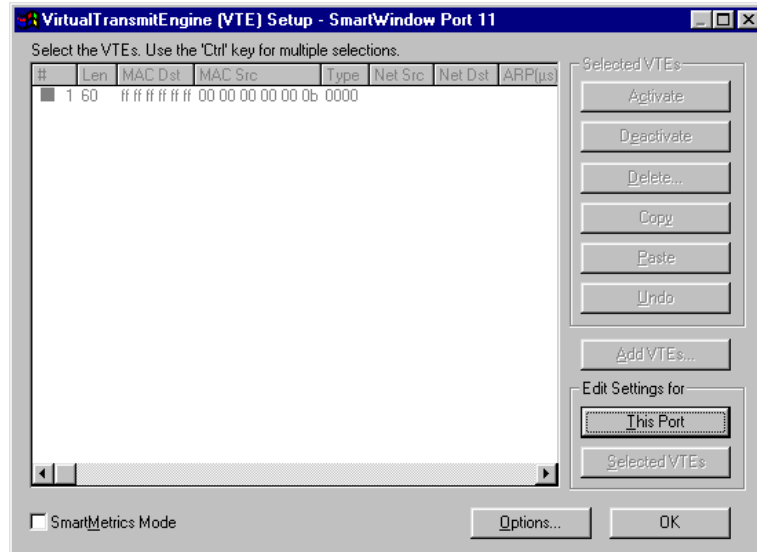 VirtualTransmitEngine (VTE) Setup - SmartWindow Port 11
Select the VTEs. Use the 'Ctrl' key for multiple selections.
# Len MAC Dst MAC Src Type Net Src Net Dst ARP(µs)
1 60 ff ff ff ff ff ff 00 00 00 00 00 0b 0000
Selected VTEs
Activate
Deactivate
Delete...
Copy
Paste
Undo
Add VTEs...
Edit Settings for
This Port
Selected VTEs
SmartMetrics Mode
Options...
OK